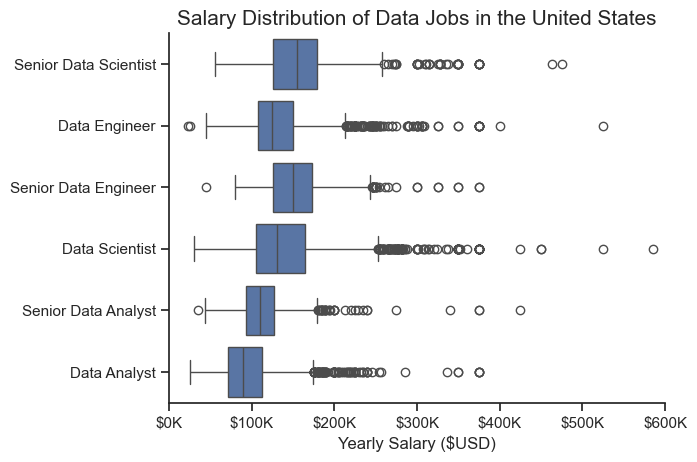 Salary Distribution of Data Jobs in the United States
Senior Data Scientist
Data Engineer
Senior Data Engineer
Data Scientist
Senior Data Analyst
Data Analyst
$0K $100K $200K $300K $400K $500K $600K
Yearly Salary ($USD)